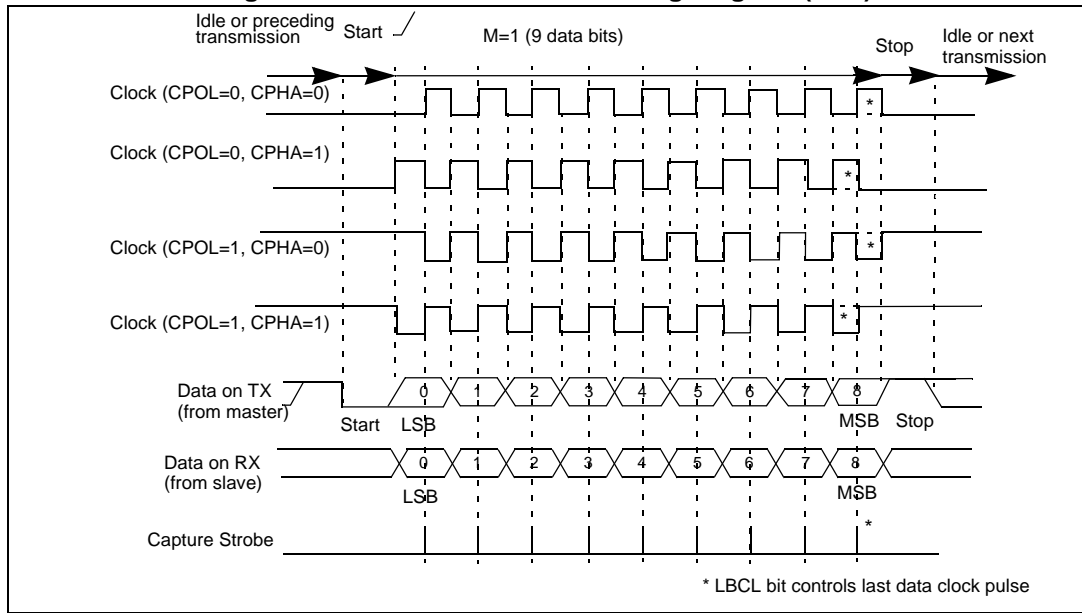 Idle or preceding
transmission
Start
M=1 (9 data bits)
Stop
Idle or next
transmission
Clock (CPOL=0, CPHA=0)
*
Clock (CPOL=0, CPHA=1)
*
Clock (CPOL=1, CPHA=0)
*
Clock (CPOL=1, CPHA=1)
*
Data on TX
(from master)
0 1 2 3 4 5 6 7 8
Start LSB MSB Stop
Data on RX
(from slave)
0 1 2 3 4 5 6 7 8
LSB MSB
*
Capture Strobe
* LBCL bit controls last data clock pulse